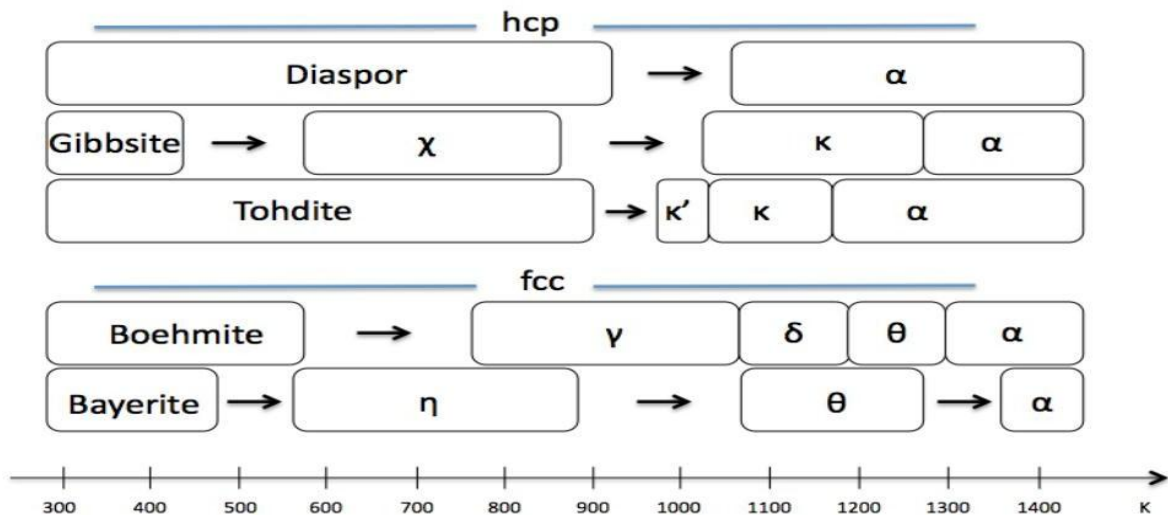 hcp
Diaspor α
Gibbsite χ κ α
Tohdite κ’ κ α
fcc
Boehmite γ δ θ α
Bayerite η θ α
300 400 500 600 700 800 900 1000 1100 1200 1300 1400 K